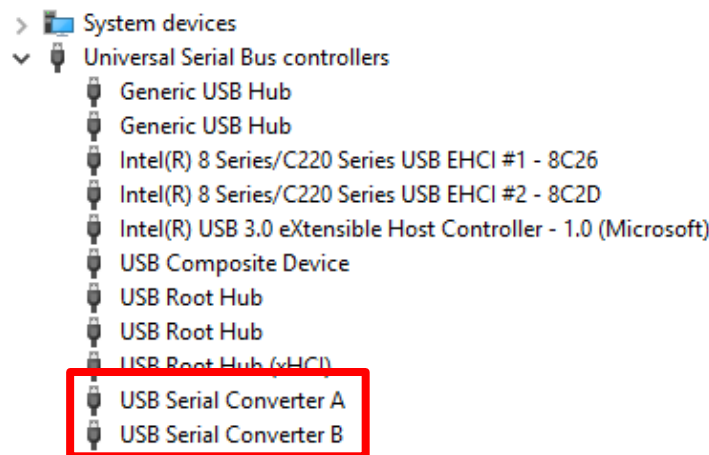 System devices
Universal Serial Bus controllers
Generic USB Hub
Generic USB Hub
Intel(R) 8 Series/C220 Series USB EHCI #1 - 8C26
Intel(R) 8 Series/C220 Series USB EHCI #2 - 8C2D
Intel(R) USB 3.0 eXtensible Host Controller - 1.0 (Microsoft)
USB Composite Device
USB Root Hub
USB Root Hub
USB Root Hub (xHCI)
USB Serial Converter A
USB Serial Converter B